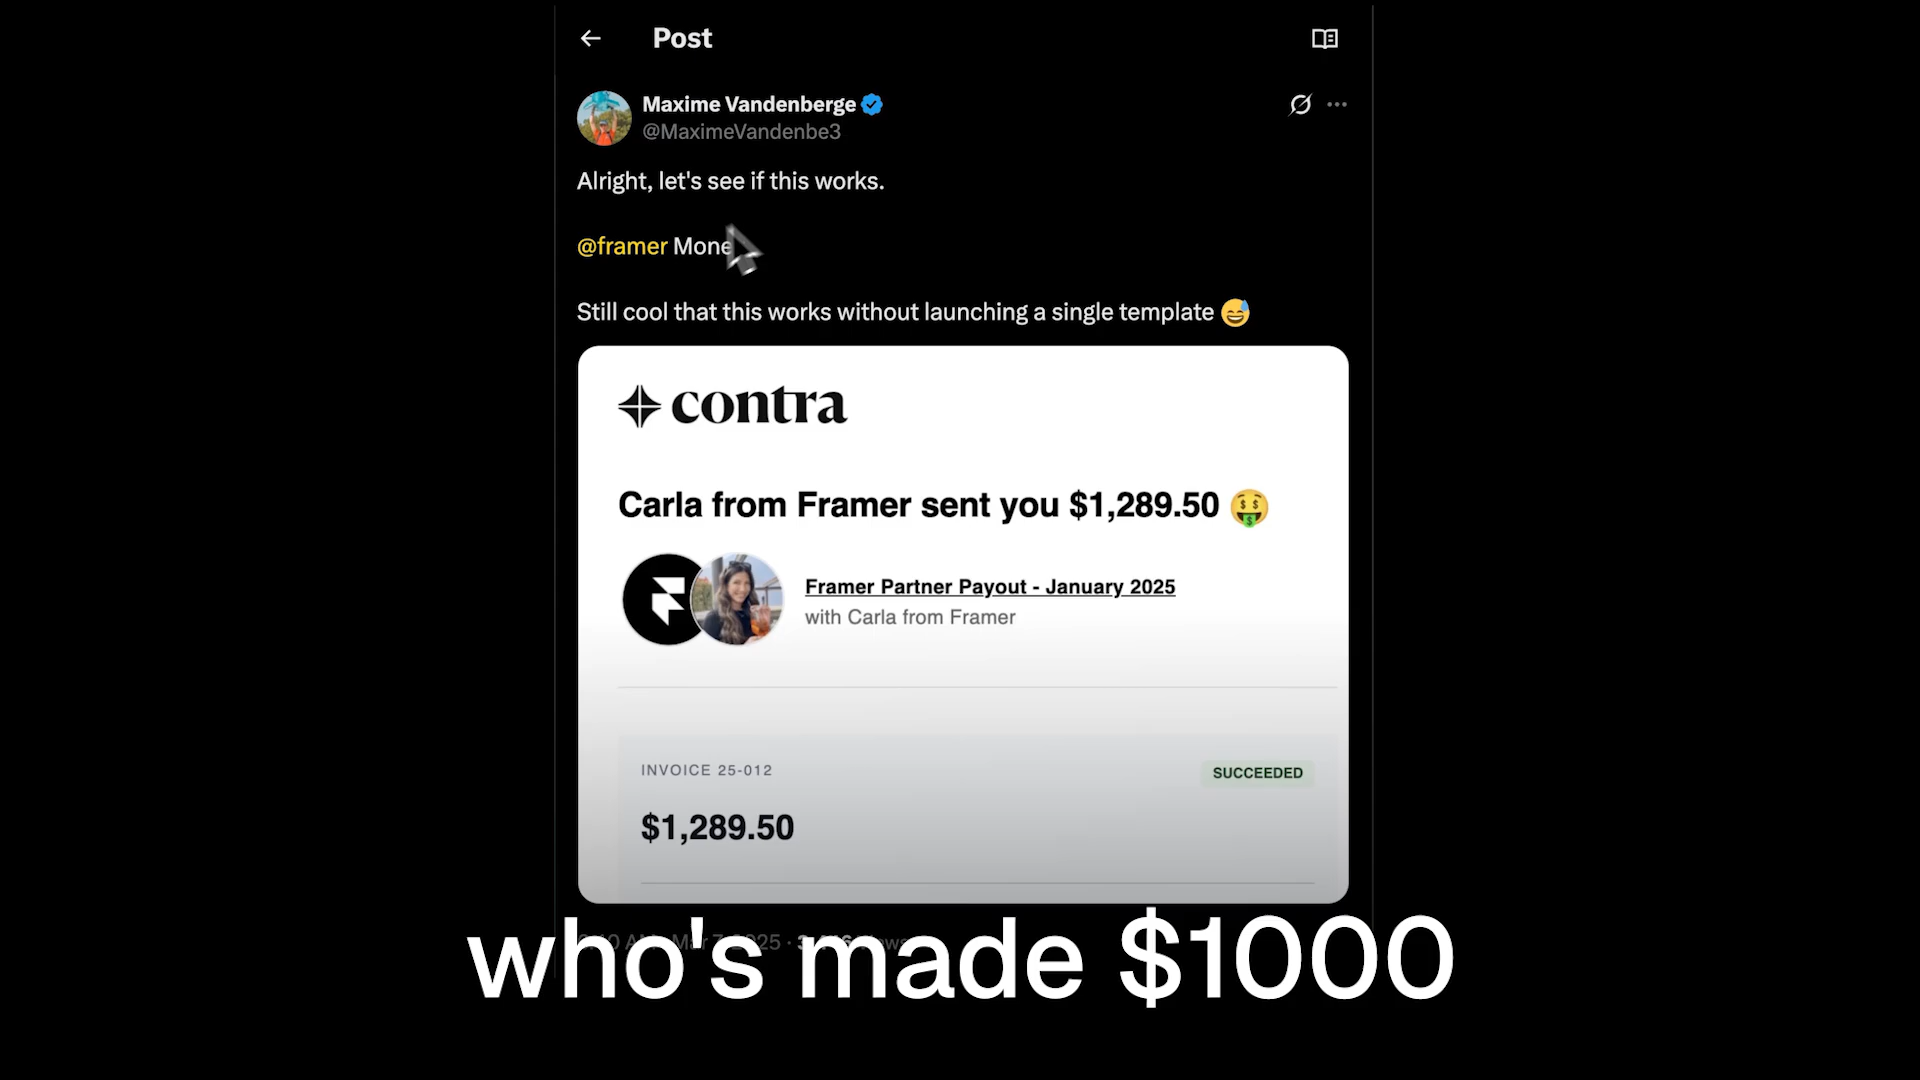 Post
Maxime Vandenberge
@MaximeVandenbe3
Alright, let's see if this works.
@framer Mone
Still cool that this works without launching a single template 😅
contra
Carla from Framer sent you $1,289.50 🤑
Framer Partner Payout - January 2025
with Carla from Framer
INVOICE 25-012
SUCCEEDED
$1,289.50
who's made $1000